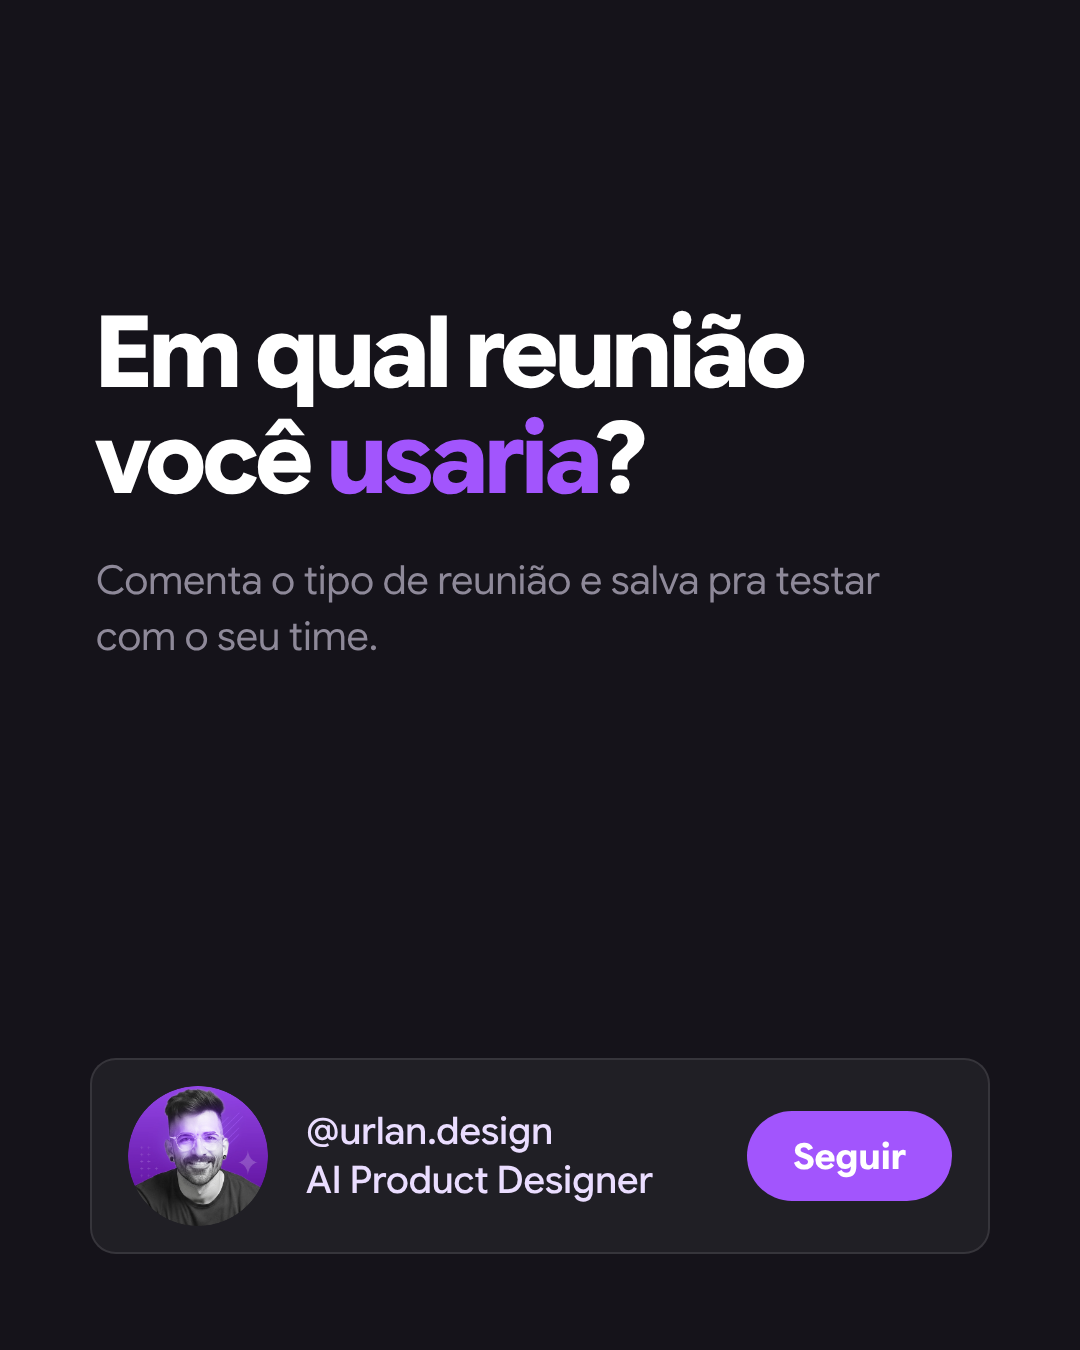 Em qual reunião
você usaria?
Comenta o tipo de reunião e salva pra testar
com o seu time.
@urlan.design
AI Product Designer
Seguir